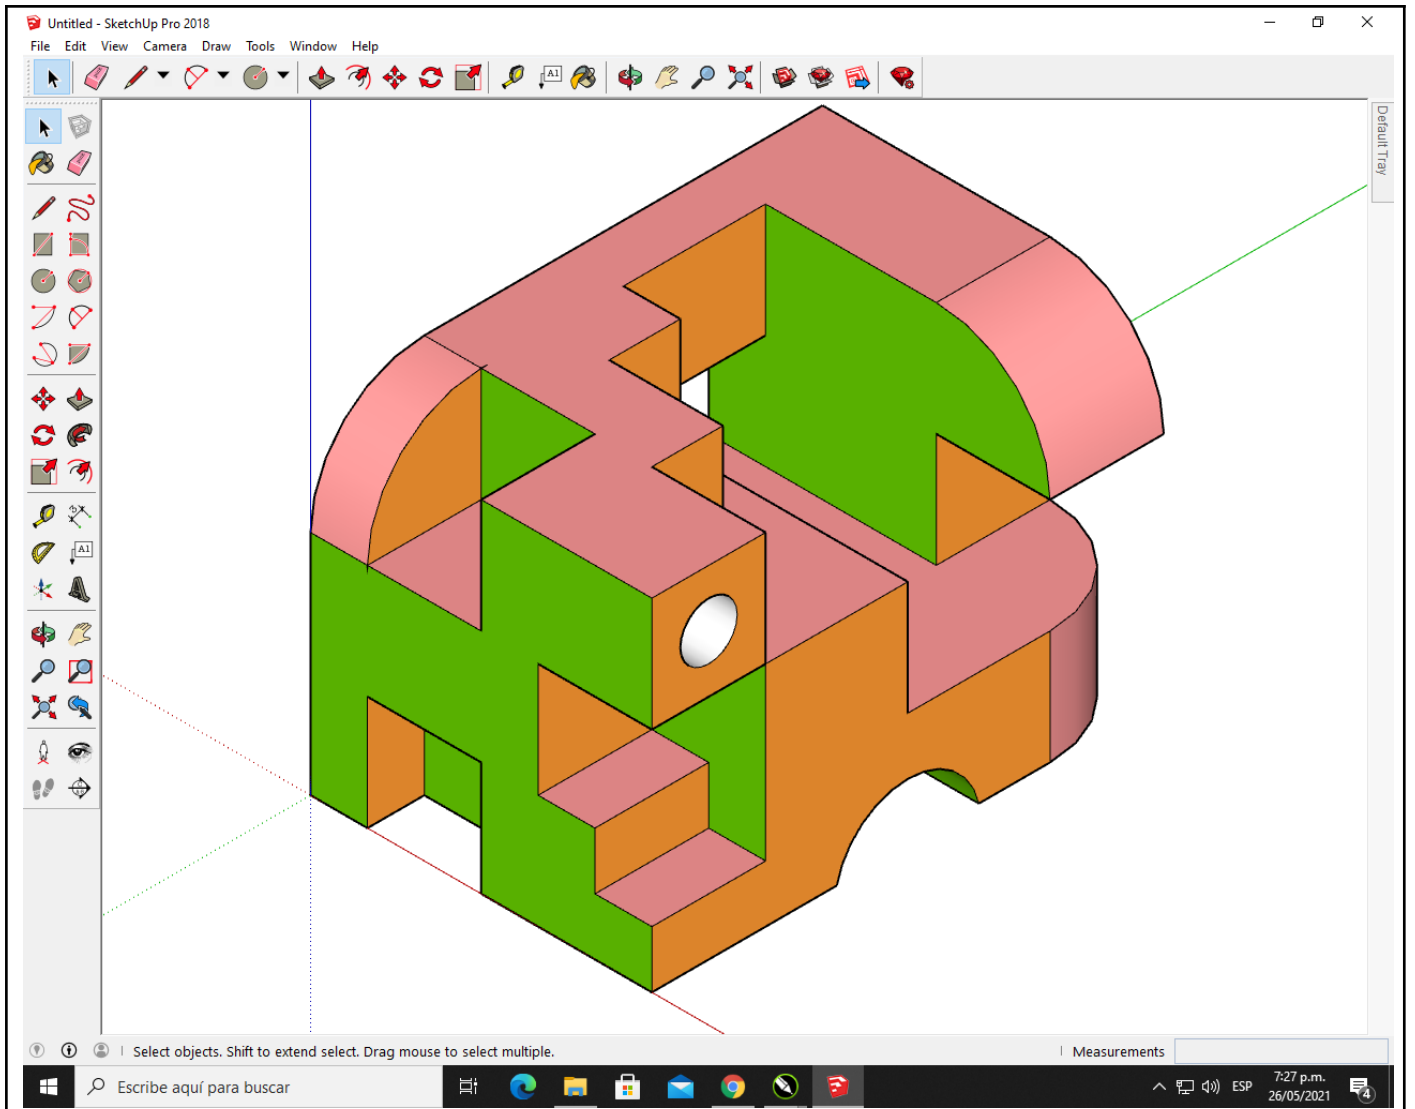 Untitled - SketchUp Pro 2018
File Edit View Camera Draw Tools Window Help
A1
Default Tray
A1
Select objects. Shift to extend select. Drag mouse to select multiple.
Measurements
Escribe aquí para buscar
ESP
7:27 p.m.
26/05/2021
4